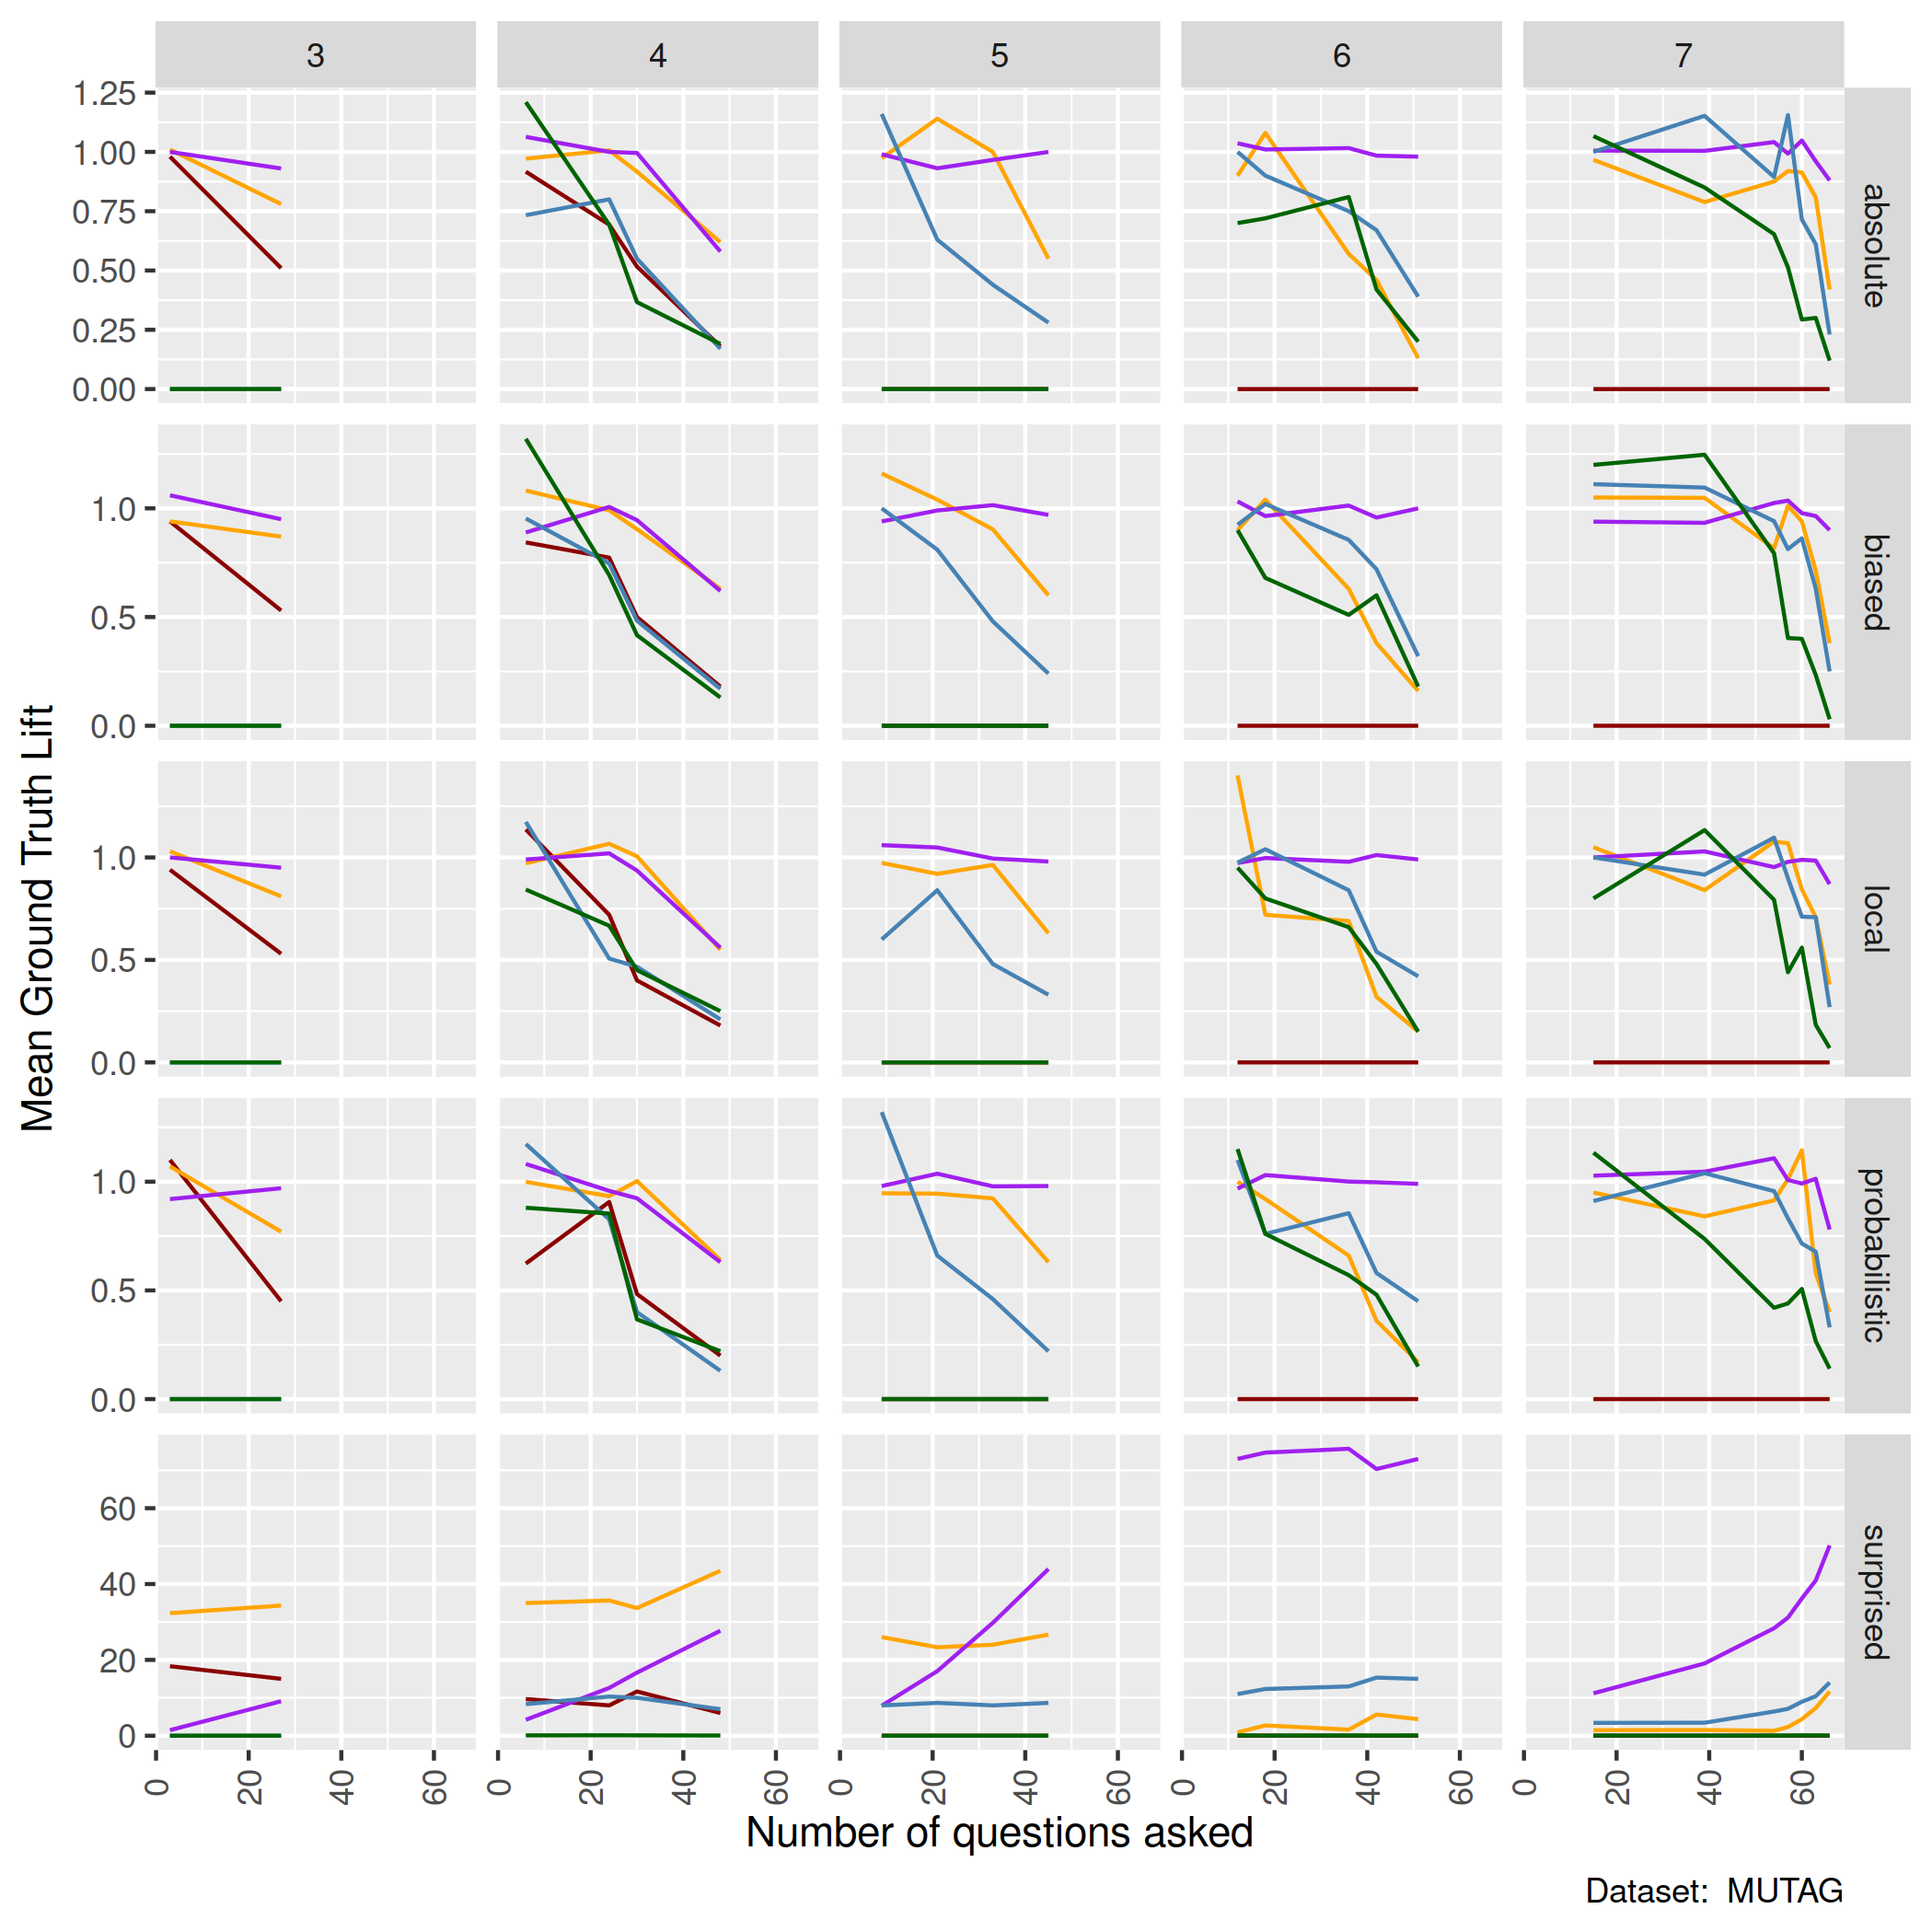 3 4 5 6 7
1.25
1.00
0.75
0.50
0.25
0.00
absolute
1.0
0.5
0.0
biased
1.0
0.5
0.0
local
1.0
0.5
0.0
probabilistic
60
40
20
0
surprised
Mean Ground Truth Lift
0 20 40 60 0 20 40 60 0 20 40 60 0 20 40 60 0 20 40 60
Number of questions asked
Dataset: MUTAG